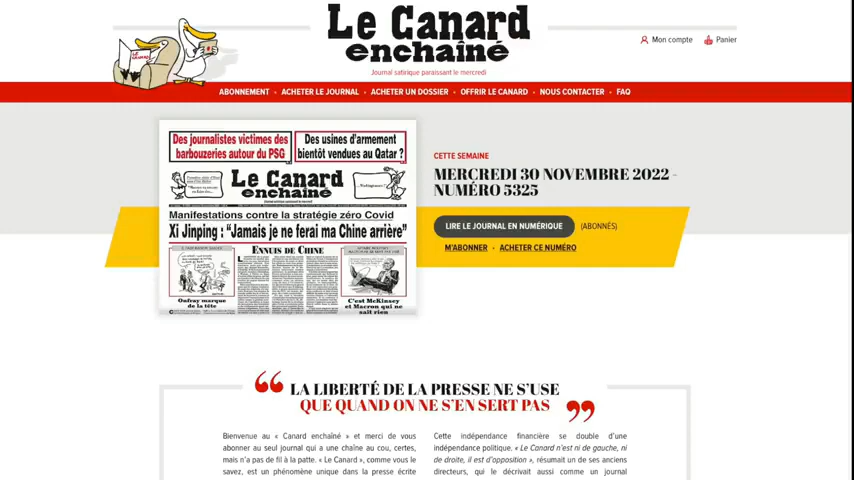 Le Canard
enchaîné
Journal satirique paraissant le mercredi
Mon compte
Panier
ABONNEMENT • ACHETER LE JOURNAL • ACHETER UN DOSSIER • OFFRIR LE CANARD • NOUS CONTACTER • FAQ
Des journalistes victimes des
barbouzeries autour du PSG
Des usines d'armement
bientôt vendues au Qatar ?
Le Canard
enchaîné
Manifestations contre la stratégie zéro Covid
Xi Jinping : "Jamais je ne ferai ma Chine arrière"
ENNUIS DE CHINE
Onfray marque
de la fête
C'est McKinsey
et Macron qui ne
sait rien
CETTE SEMAINE
MERCREDI 30 NOVEMBRE 2022 -
NUMÉRO 5325
LIRE LE JOURNAL EN NUMÉRIQUE (ABONNÉS)
M'ABONNER • ACHETER CE NUMÉRO
“ LA LIBERTÉ DE LA PRESSE NE S'USE
QUE QUAND ON NE S'EN SERT PAS ”
Bienvenue au « Canard enchaîné » et merci de vous
abonner au seul journal qui a une chaîne au cou, certes,
mais n'a pas de fil à la patte. « Le Canard », comme vous le
savez, est un phénomène unique dans la presse écrite
Cette indépendance financière se double d'une
indépendance politique. « Le Canard n'est ni de gauche, ni
de droite, il est d'opposition », résumait un de ses anciens
directeurs, qui le décrivait aussi comme un journal